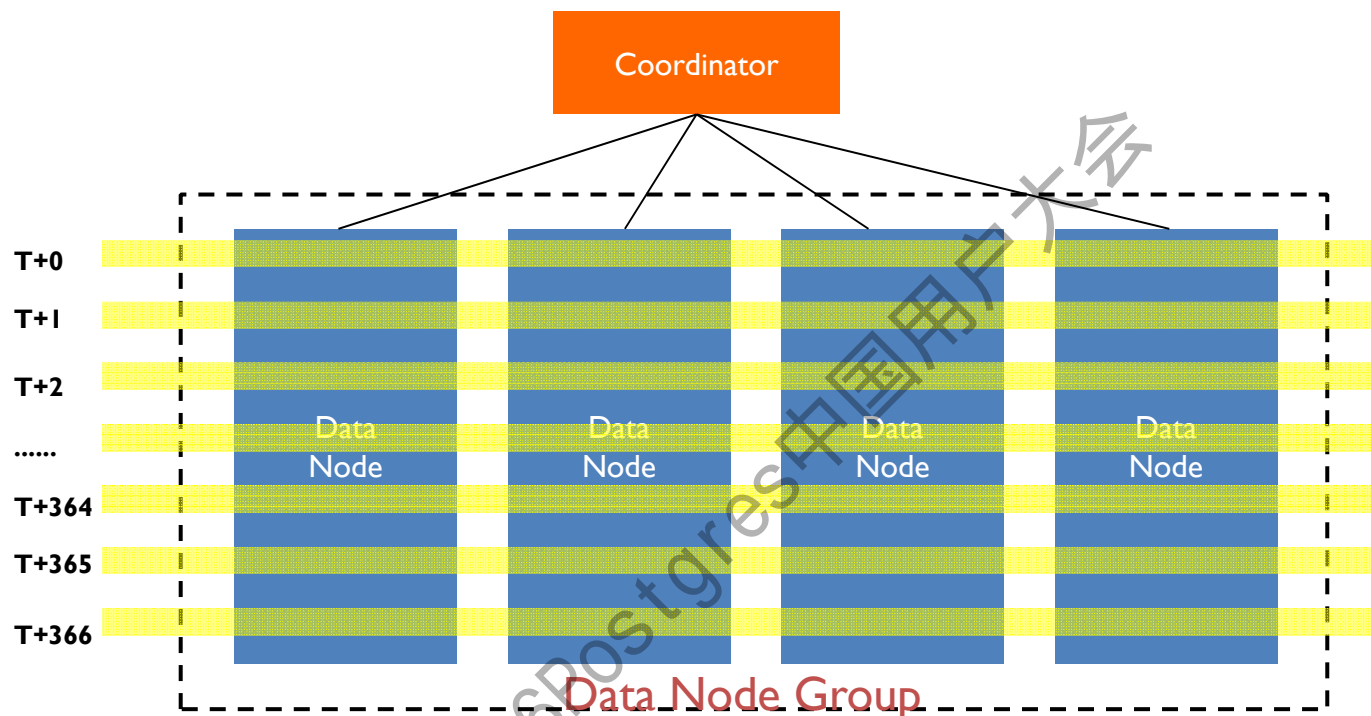 Coordinator
T+0
T+1
T+2
......
T+364
T+365
T+366
Data
Node
Data
Node
Data
Node
Data
Node
Data Node Group
6Postgres中国用户大会